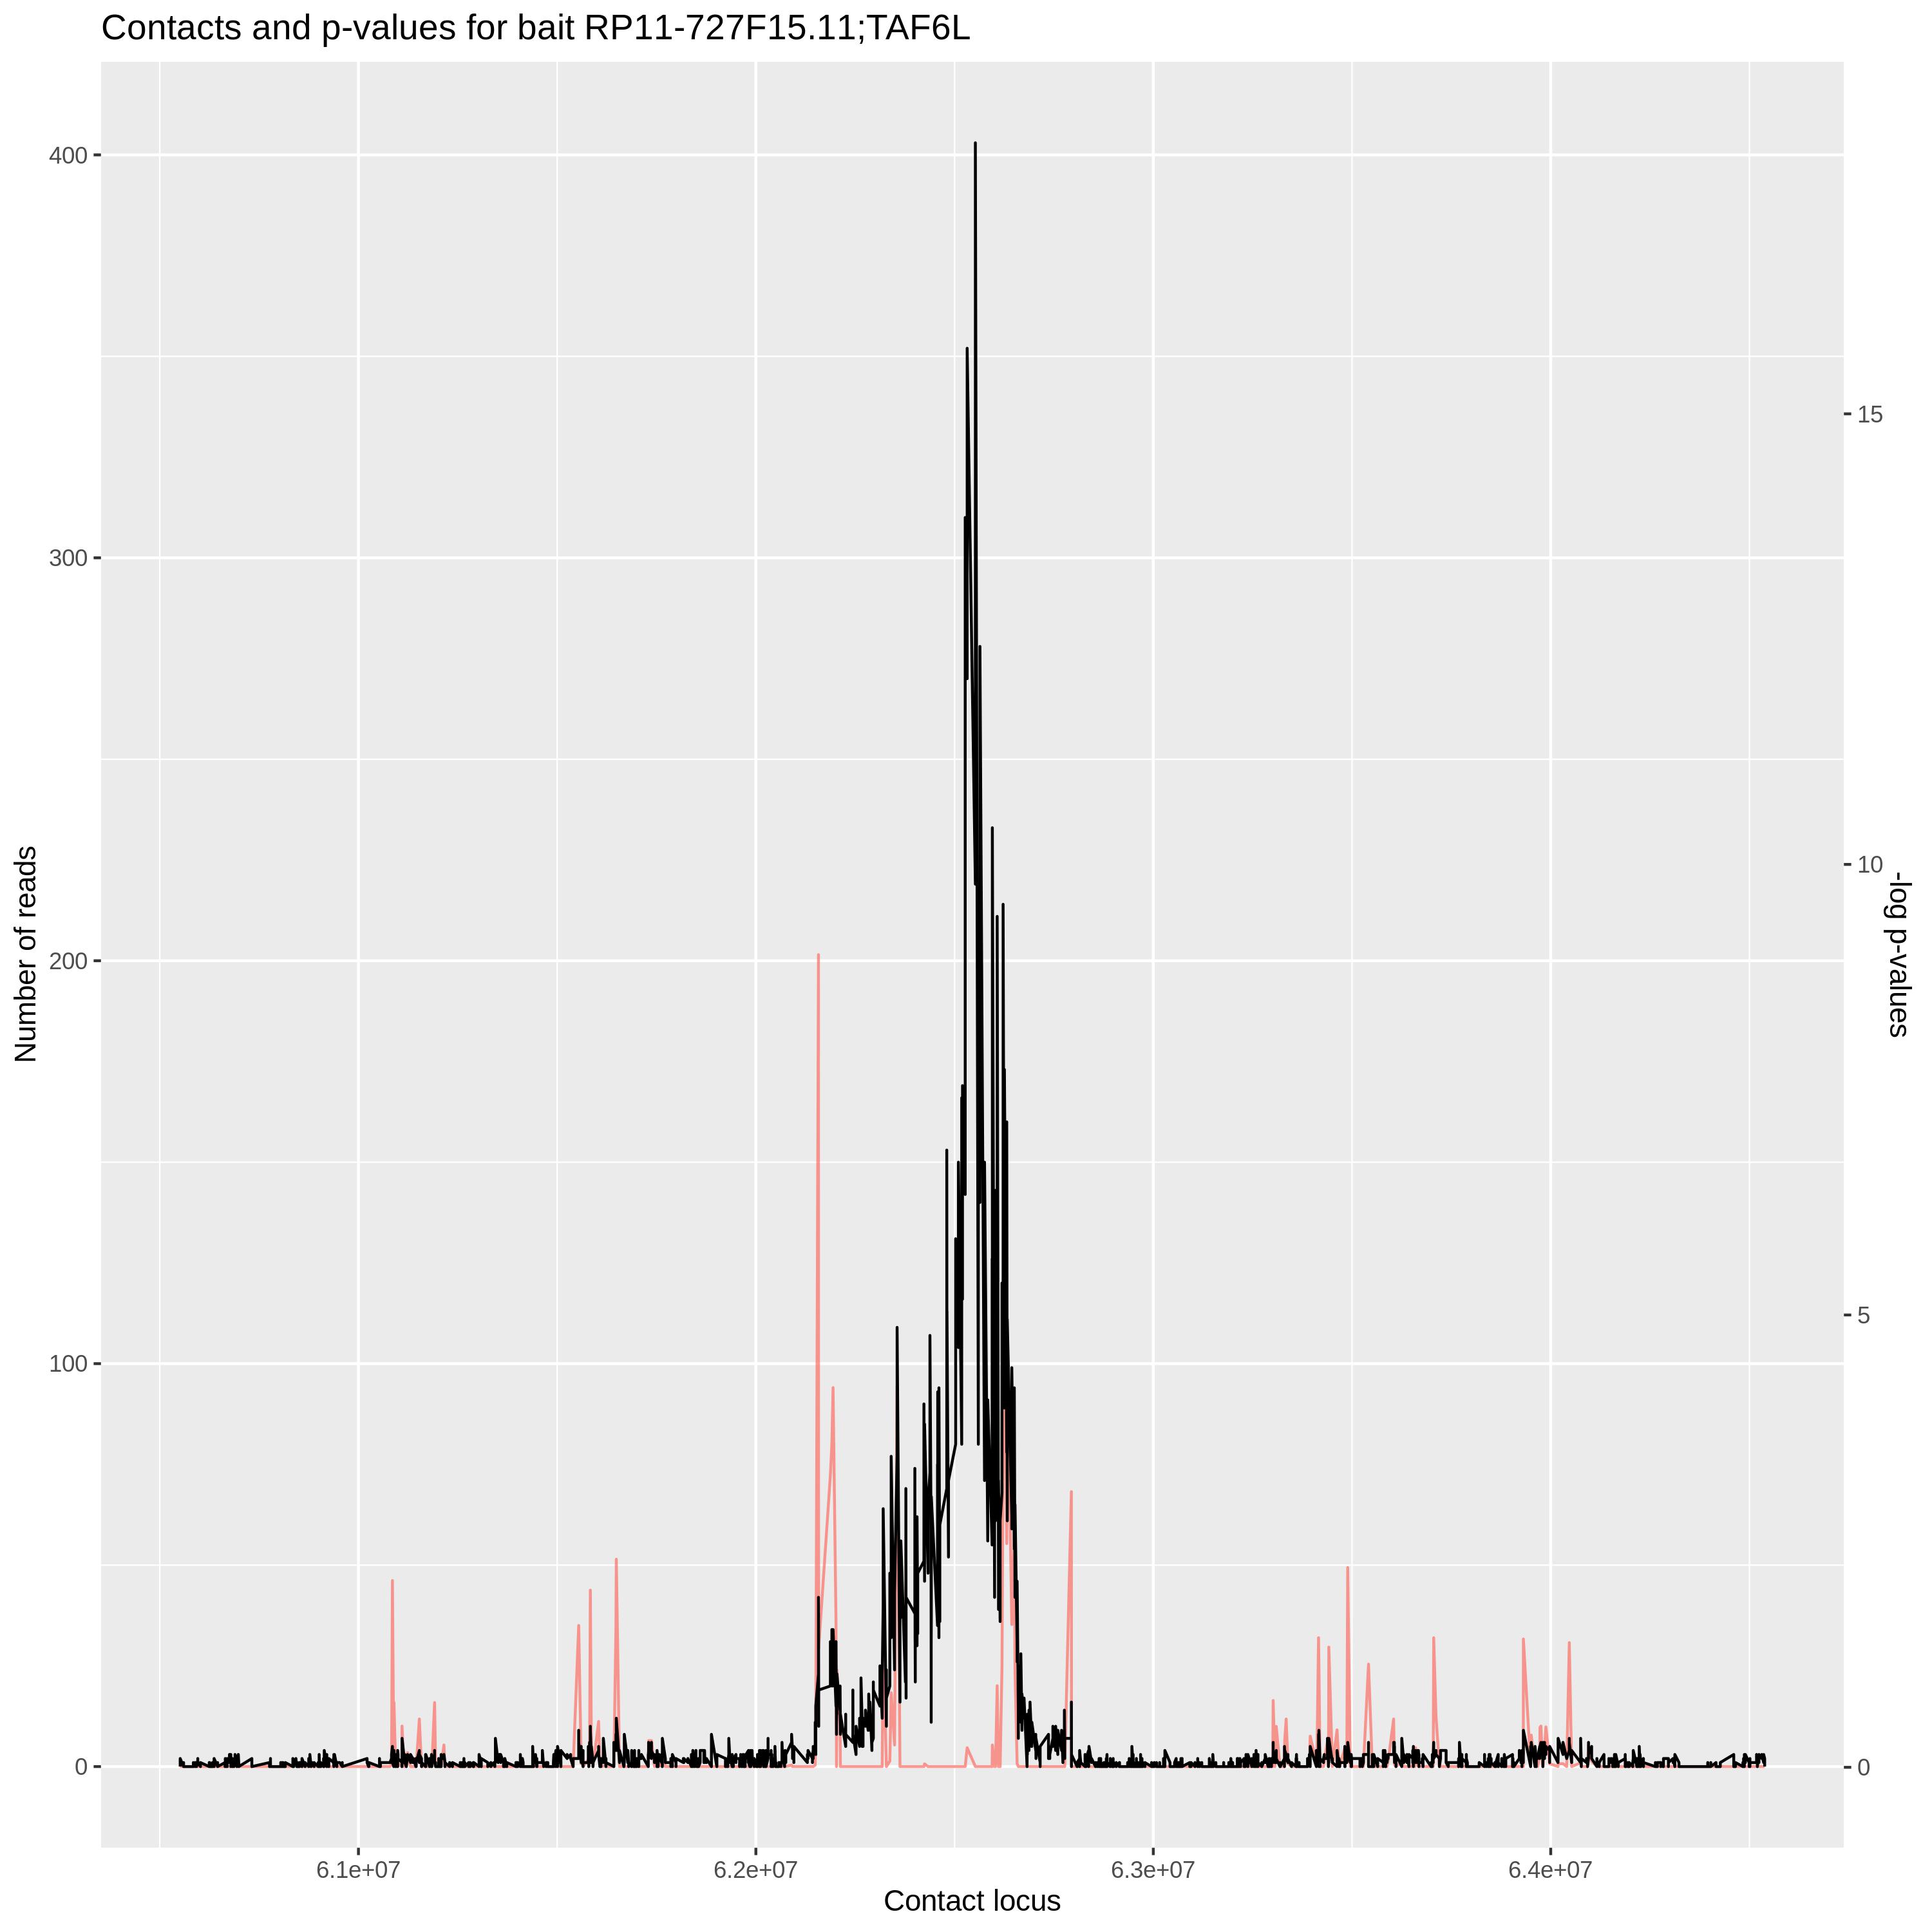 Contacts and p-values for bait RP11-727F15.11;TAF6L
Number of reads
400
300
200
100
0
15
10
5
0
-log p-values
6.1e+07
6.2e+07
6.3e+07
6.4e+07
Contact locus